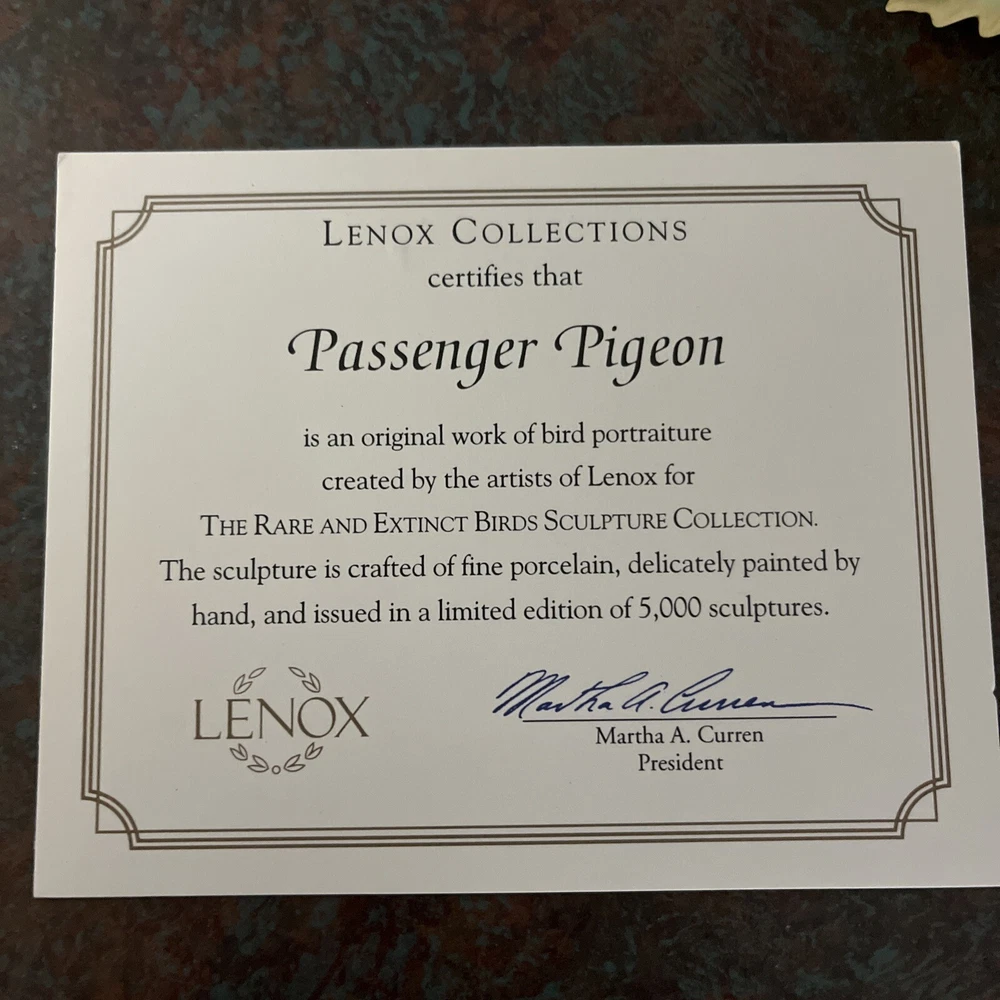 LENOX COLLECTIONS
certifies that
Passenger Pigeon
is an original work of bird portraiture
created by the artists of Lenox for
THE RARE AND EXTINCT BIRDS SCULPTURE COLLECTION.
The sculpture is crafted of fine porcelain, delicately painted by
hand, and issued in a limited edition of 5,000 sculptures.
LENOX
Martha A. Curren
Martha A. Curren
President